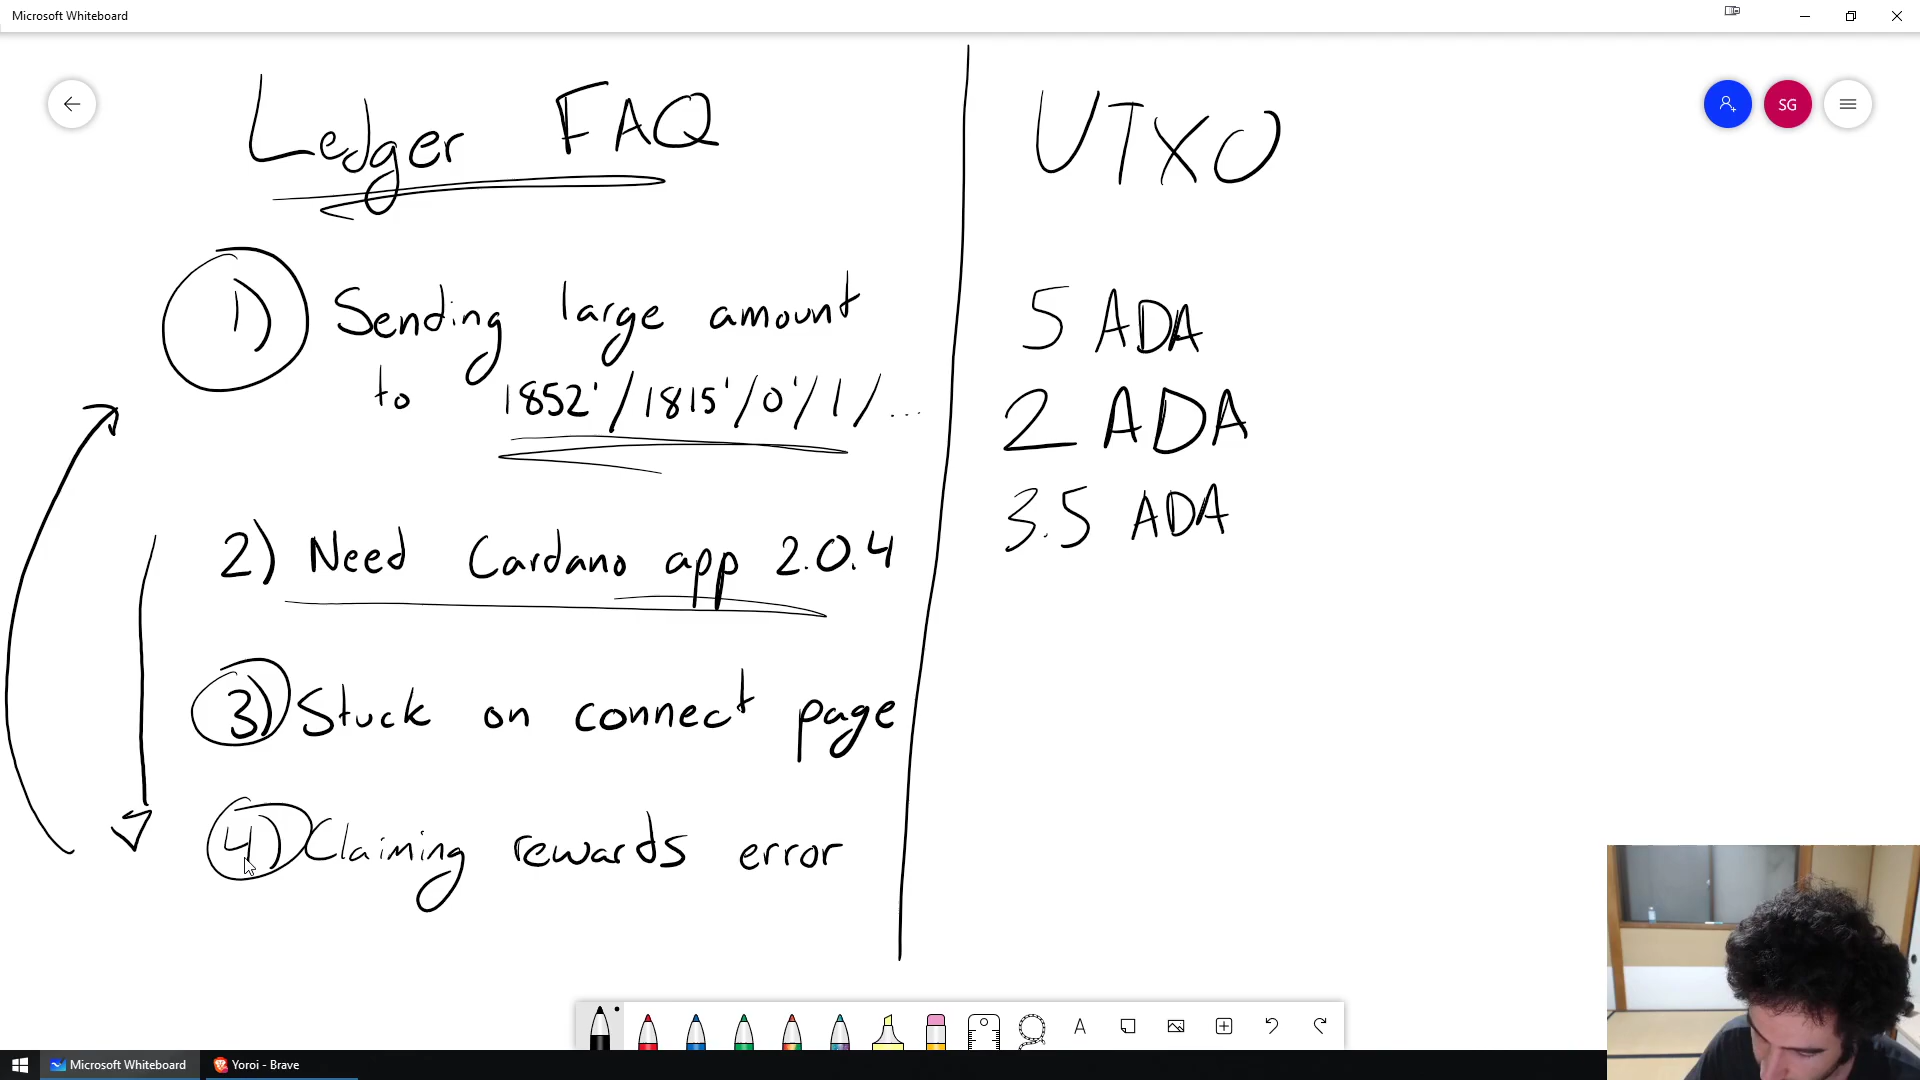 Microsoft Whiteboard
SG
Ledger FAQ
1) Sending large amount
to 1852'/1815'/0'/1/...
2) Need Cardano app 2.0.4
3) Stuck on connect page
4) Claiming rewards error
UTXO
5 ADA
2 ADA
3.5 ADA
A
Microsoft Whiteboard
Yoroi - Brave